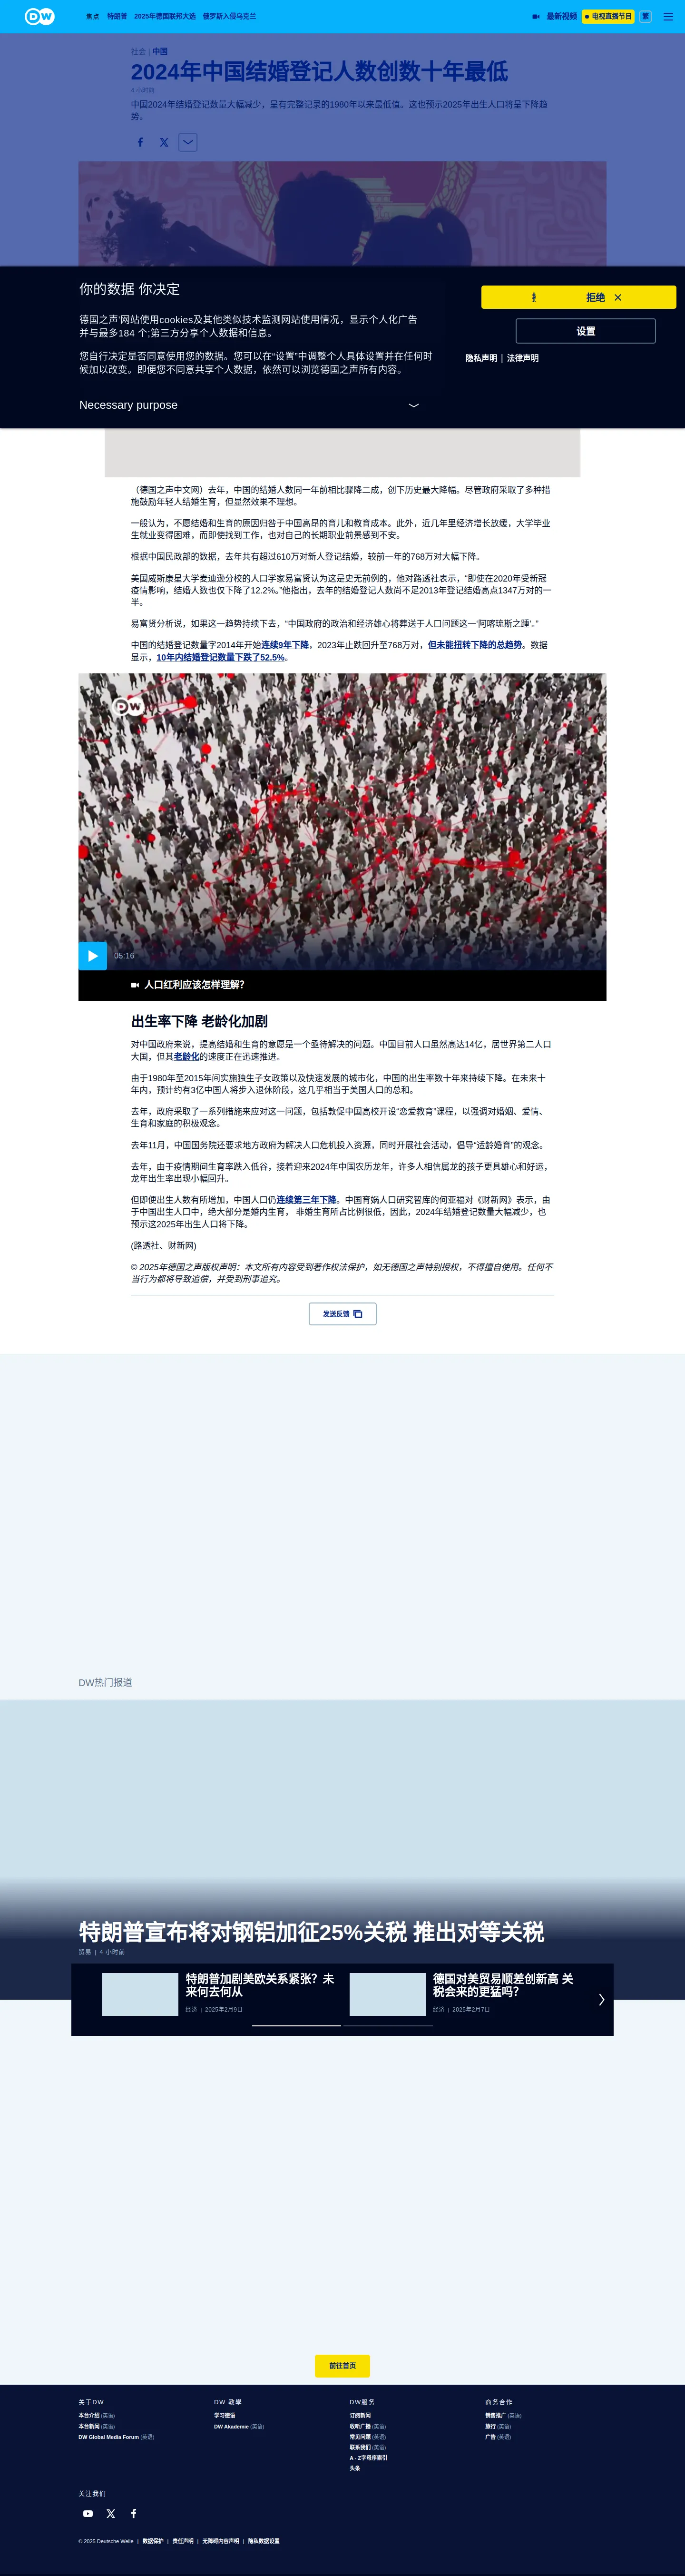 DW
焦点 特朗普 2025年德国联邦大选 俄罗斯入侵乌克兰
最新视频 电视直播节目 繁
社会 | 中国
2024年中国结婚登记人数创数十年最低
4 小时前
中国2024年结婚登记数量大幅减少，呈有完整记录的1980年以来最低值。这也预示2025年出生人口将呈下降趋
势。
你的数据 你决定
德国之声'网站使用cookies及其他类似技术监测网站使用情况，显示个人化广告
并与最多184 个;第三方分享个人数据和信息。
您自行决定是否同意使用您的数据。您可以在“设置”中调整个人具体设置并在任何时
候加以改变。即便您不同意共享个人数据，依然可以浏览德国之声所有内容。
Necessary purpose
拒绝
设置
隐私声明 | 法律声明
（德国之声中文网）去年，中国的结婚人数同一年前相比骤降二成，创下历史最大降幅。尽管政府采取了多种措
施鼓励年轻人结婚生育，但显然效果不理想。
一般认为，不愿结婚和生育的原因归咎于中国高昂的育儿和教育成本。此外，近几年里经济增长放缓，大学毕业
生就业变得困难，而即使找到工作，也对自己的长期职业前景感到不安。
根据中国民政部的数据，去年共有超过610万对新人登记结婚，较前一年的768万对大幅下降。
美国威斯康星大学麦迪逊分校的人口学家易富贤认为这是史无前例的，他对路透社表示，“即使在2020年受新冠
疫情影响，结婚人数也仅下降了12.2%。”他指出，去年的结婚登记人数尚不足2013年登记结婚高点1347万对的一
半。
易富贤分析说，如果这一趋势持续下去，“中国政府的政治和经济雄心将葬送于人口问题这一‘阿喀琉斯之踵’。”
中国的结婚登记数量字2014年开始连续9年下降，2023年止跌回升至768万对，但未能扭转下降的总趋势。数据
显示，10年内结婚登记数量下跌了52.5%。
DW
05:16
人口红利应该怎样理解？
出生率下降 老龄化加剧
对中国政府来说，提高结婚和生育的意愿是一个亟待解决的问题。中国目前人口虽然高达14亿，居世界第二人口
大国，但其老龄化的速度正在迅速推进。
由于1980年至2015年间实施独生子女政策以及快速发展的城市化，中国的出生率数十年来持续下降。在未来十
年内，预计约有3亿中国人将步入退休阶段，这几乎相当于美国人口的总和。
去年，政府采取了一系列措施来应对这一问题，包括敦促中国高校开设“恋爱教育”课程，以强调对婚姻、爱情、
生育和家庭的积极观念。
去年11月，中国国务院还要求地方政府为解决人口危机投入资源，同时开展社会活动，倡导“适龄婚育”的观念。
去年，由于疫情期间生育率跌入低谷，接着迎来2024年中国农历龙年，许多人相信属龙的孩子更具雄心和好运，
龙年出生率出现小幅回升。
但即便出生人数有所增加，中国人口仍连续第三年下降。中国育娲人口研究智库的何亚福对《财新网》表示，由
于中国出生人口中，绝大部分是婚内生育， 非婚生育所占比例很低，因此，2024年结婚登记数量大幅减少，也
预示这2025年出生人口将下降。
(路透社、财新网)
© 2025年德国之声版权声明：本文所有内容受到著作权法保护，如无德国之声特别授权，不得擅自使用。任何不
当行为都将导致追偿，并受到刑事追究。
发送反馈
DW热门报道
特朗普宣布将对钢铝加征25%关税 推出对等关税
贸易 | 4 小时前
特朗普加剧美欧关系紧张？未
来何去何从
经济 | 2025年2月9日
德国对美贸易顺差创新高 关
税会来的更猛吗？
经济 | 2025年2月7日
前往首页
关于DW
本台介绍 (英语)
本台新闻 (英语)
DW Global Media Forum (英语)
DW 教學
学习德语
DW Akademie (英语)
DW服务
订阅新闻
收听广播 (英语)
常见问题 (英语)
联系我们 (英语)
A - Z字母序索引
头条
商务合作
销售推广 (英语)
旅行 (英语)
广告 (英语)
关注我们
© 2025 Deutsche Welle | 数据保护 | 责任声明 | 无障碍内容声明 | 隐私数据设置